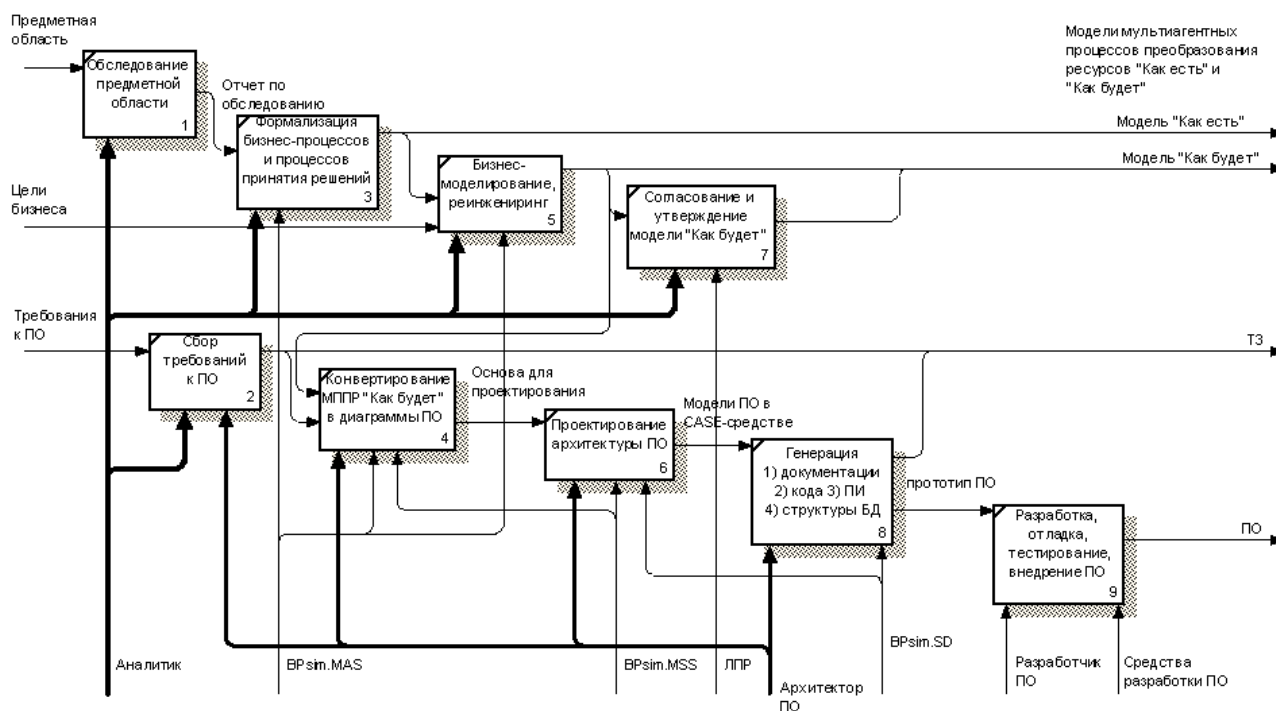 Предметная
область
Модели мультиагентных
процессов преобразования
ресурсов "Как есть" и
"Как будет"
Обследование
предметной
области
1
Отчет по
обследованию
Формализация
бизнес-процессов
и процессов
принятия решений
3
Модель "Как есть"
Модель "Как будет"
Бизнес-
моделирование,
реинжениринг
5
Цели
бизнеса
Согласование и
утверждение
модели "Как будет"
7
Требования
к ПО
Сбор
требований
к ПО
2
ТЗ
Конвертирование
МППР "Как будет"
в диаграммы ПО
4
Основа для
проектирования
Проектирование
архитектуры ПО
6
Модели ПО в
CASE-средстве
Генерация
1) документации
2) кода 3) ПИ
4) структуры БД
8
прототип ПО
Разработка,
отладка,
тестирование,
внедрение ПО
9
ПО
Аналитик
BPsim.MAS
BPsim.MSS
ЛПР
Архитектор
ПО
BPsim.SD
Разработчик
ПО
Средства
разработки ПО